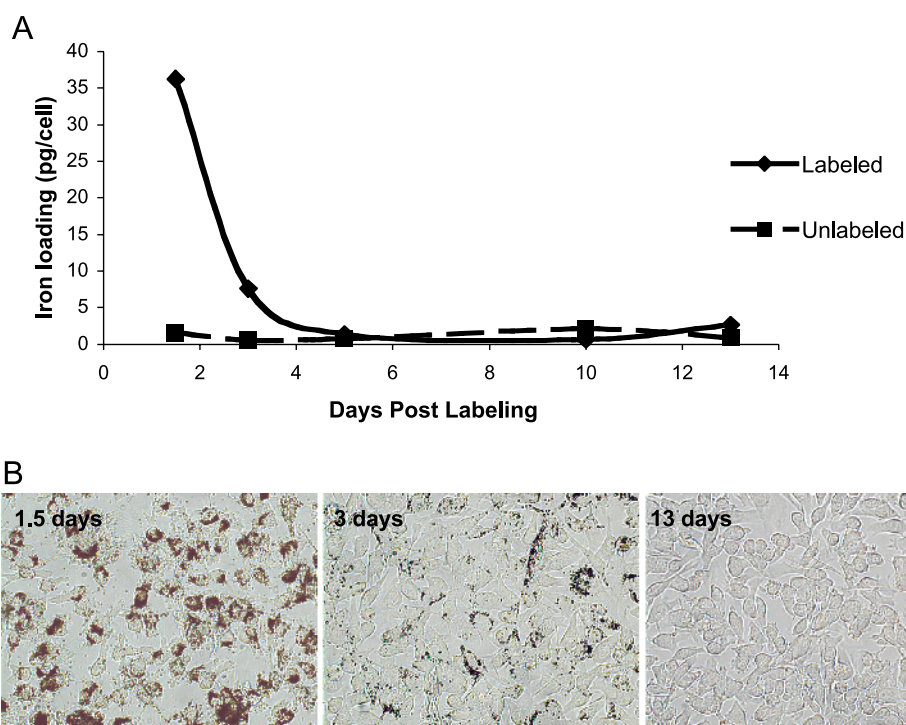 A
Iron loading (pg/cell)
40
35
30
25
20
15
10
5
0
0 2 4 6 8 10 12 14
Days Post Labeling
Labeled
Unlabeled
B
1.5 days
3 days
13 days